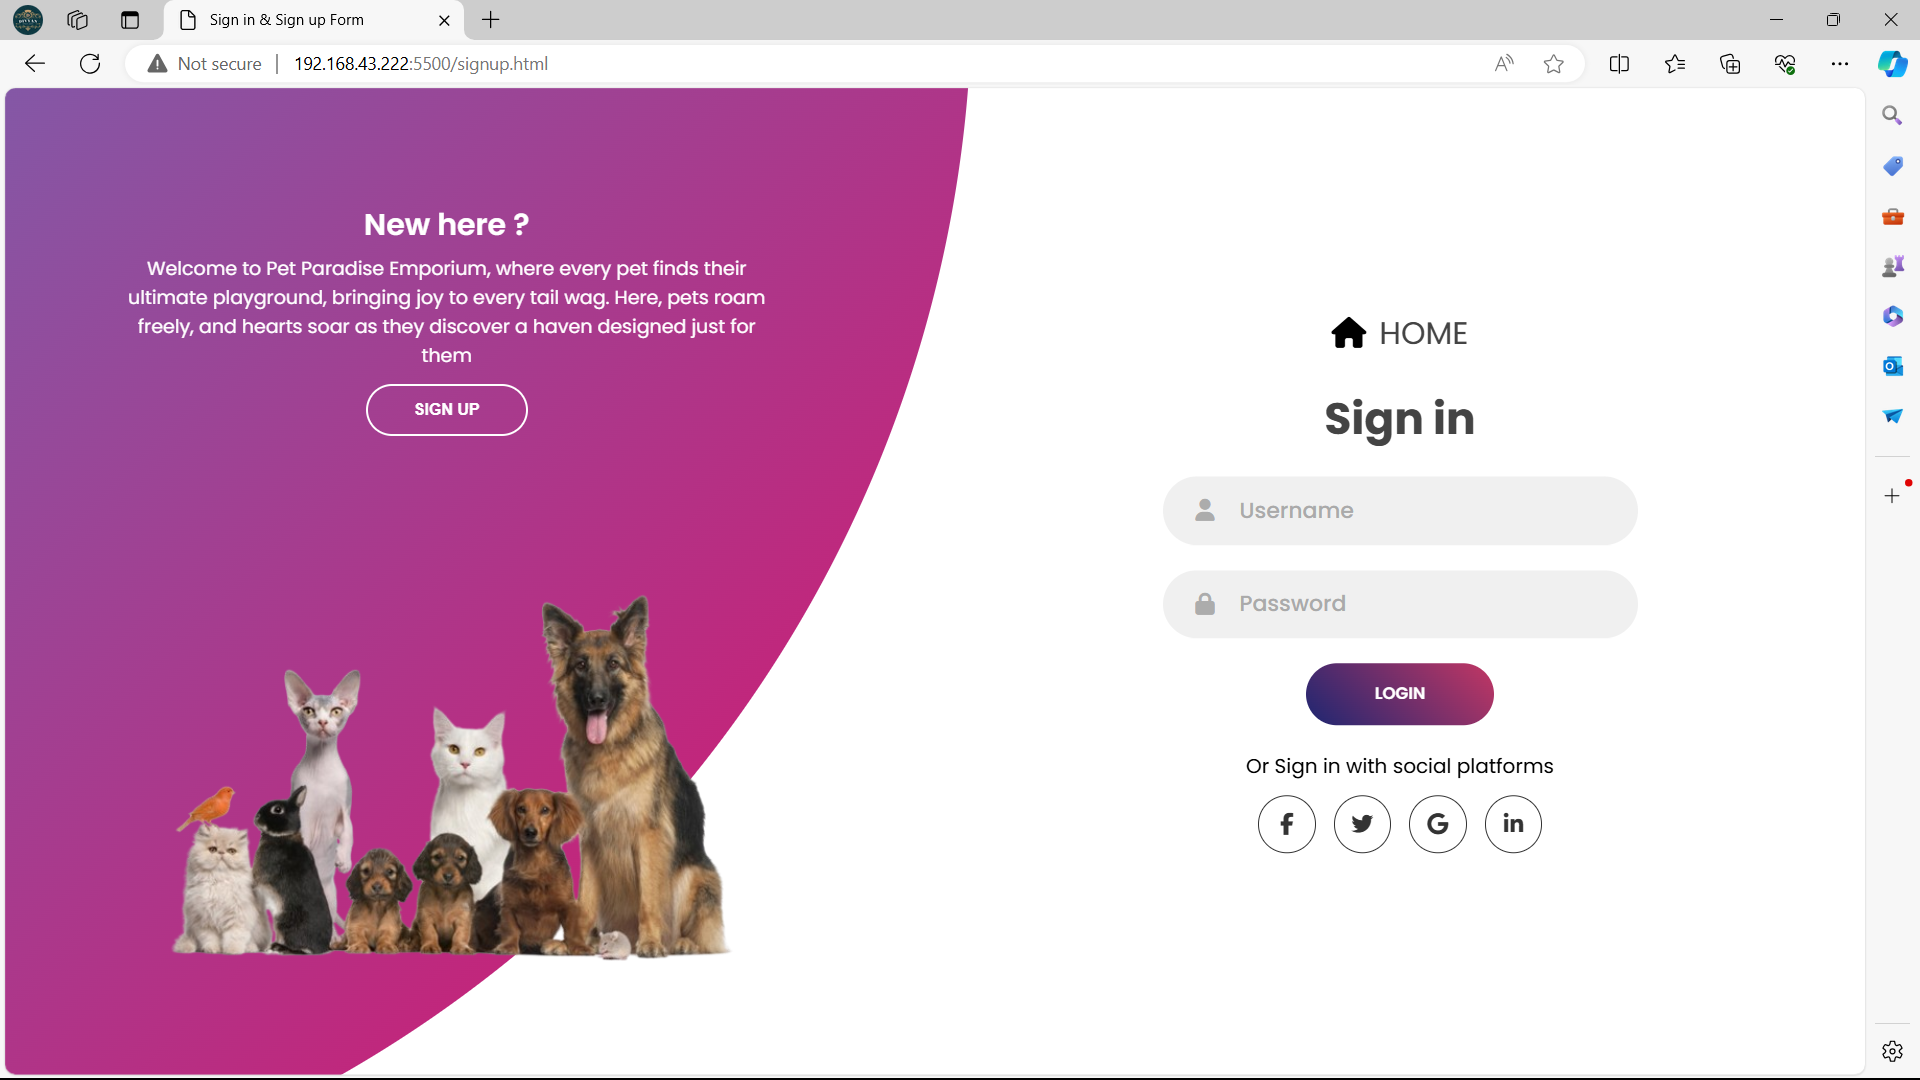 Sign in & Sign up Form
Not secure
192.168.43.222:5500/signup.html
New here ?
Welcome to Pet Paradise Emporium, where every pet finds their
ultimate playground, bringing joy to every tail wag. Here, pets roam
freely, and hearts soar as they discover a haven designed just for
them
SIGN UP
HOME
Sign in
Username
Password
LOGIN
Or Sign in with social platforms